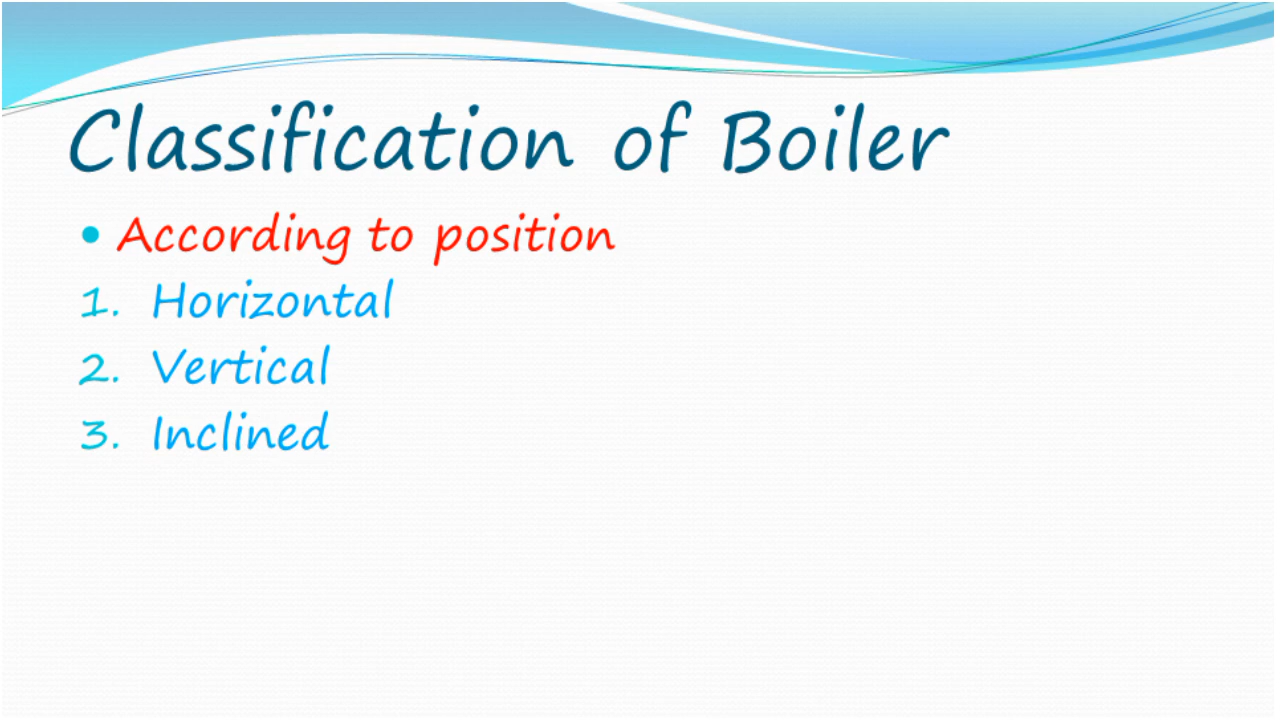 Classification of Boiler
• According to position
1. Horizontal
2. Vertical
3. Inclined